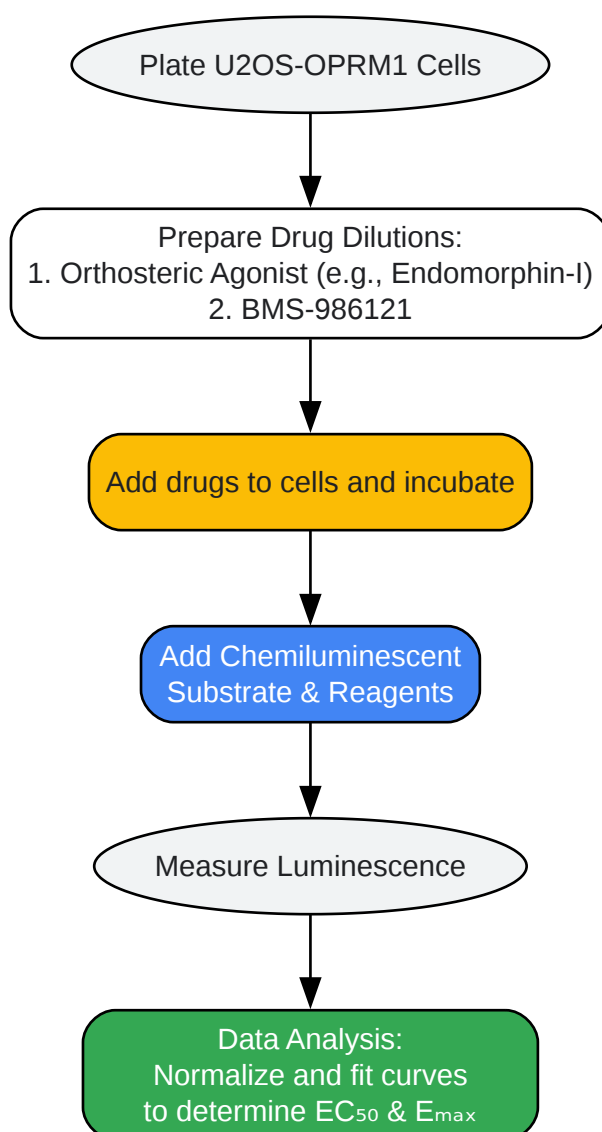 Plate U2OS-OPRM1 Cells
Prepare Drug Dilutions:
1. Orthosteric Agonist (e.g., Endomorphin-I)
2. BMS-986121
Add drugs to cells and incubate
Add Chemiluminescent
Substrate & Reagents
Measure Luminescence
Data Analysis:
Normalize and fit curves
to determine EC₅₀ & Eₘₐₓ